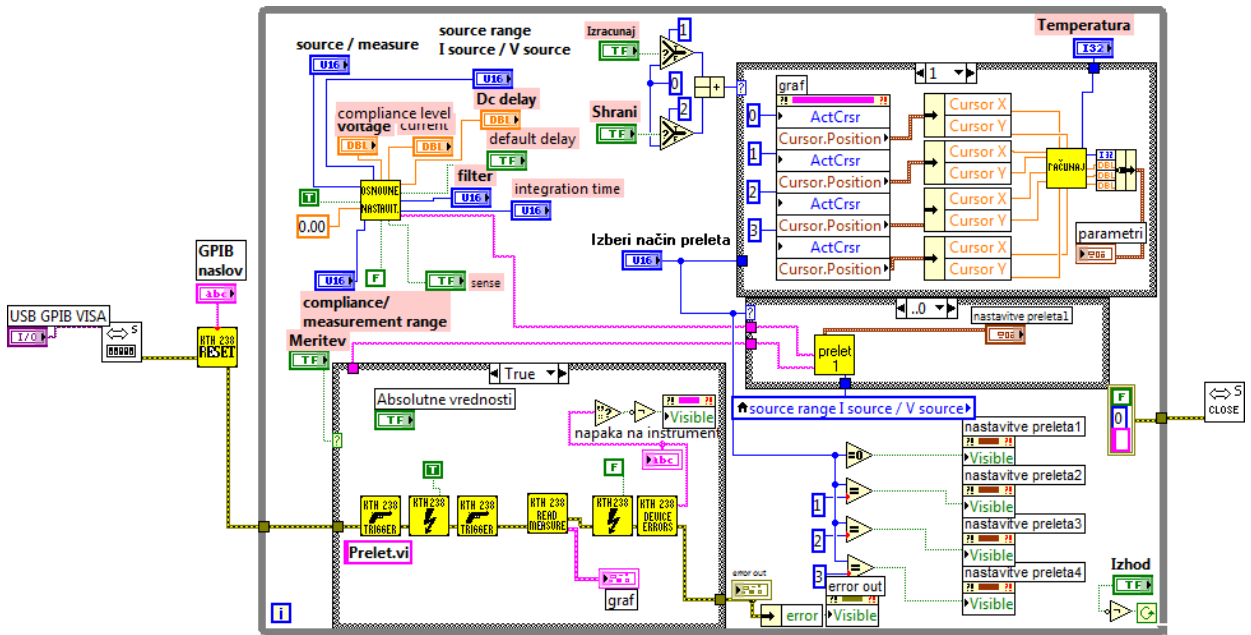 source / measure
U16
source range
I source / V source
U16
compliance level
voltage
current
DBL
DBL
Dc delay
DBL
default delay
TF
filter
U16
integration time
U16
OSNOVNE
NASTAVIT.
T
0.00
F
TF
sense
U16
compliance/
measurement range
Izracunaj
TF
?
1
0
2
Shrani
TF
?
+
?
Izberi način preleta
U16
Temperatura
I32
1
graf
?! ?!
0
ActCrsr
Cursor.Position
1
ActCrsr
Cursor.Position
2
ActCrsr
Cursor.Position
3
ActCrsr
Cursor.Position
Cursor X
Cursor Y
Cursor X
Cursor Y
Cursor X
Cursor Y
Cursor X
Cursor Y
RAČUNAJ
I32
DBL
DBL
DBL
parametri
..0
?
nastavitve preleta1
prelet
1
source range I source / V source
USB GPIB VISA
I/O
S
GPIB
naslov
abc
KTH 238
RESET
Meritev
TF
?
True
Absolutne vrednosti
TF
?
?! ?!
Visible
napaka na instrument
abc
T
F
KTH 238
TRIGGER
KTH 238
KTH 238
TRIGGER
KTH 238
READ
MEASURE
KTH 238
KTH 238
DEVICE
ERRORS
Prelet.vi
graf
i
error out
error
error out
?! ?!
Visible
=0
1
=
2
=
3
=
nastavitve preleta1
?! ?!
Visible
nastavitve preleta2
?! ?!
Visible
nastavitve preleta3
?! ?!
Visible
nastavitve preleta4
?! ?!
Visible
F
0
S
CLOSE
Izhod
TF